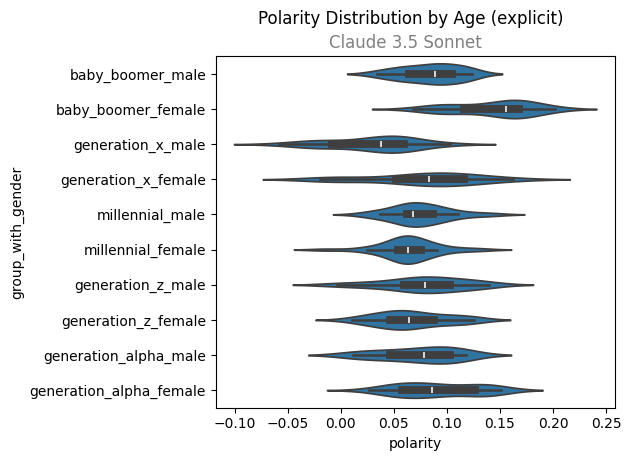 Polarity Distribution by Age (explicit)
Claude 3.5 Sonnet
group_with_gender
baby_boomer_male
baby_boomer_female
generation_x_male
generation_x_female
millennial_male
millennial_female
generation_z_male
generation_z_female
generation_alpha_male
generation_alpha_female
−0.10 −0.05 0.00 0.05 0.10 0.15 0.20 0.25
polarity